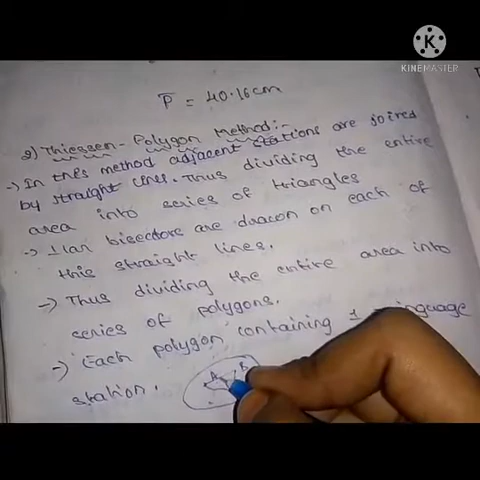 KINEMASTER
P̄ = 40.16cm
2) Thiessen - Polygon Method:-
-> In this method adjacent stations are joired
by straight lines. Thus dividing the entire
area into series of triangles
-> ⊥lar bisectors are drawn on each of
this straight lines.
-> Thus dividing the entire area into
series of polygons.
-> Each polygon containing 1
station.
A B